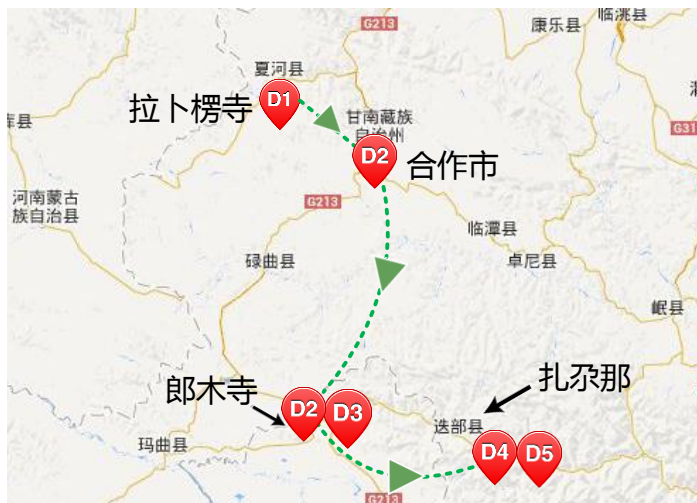 G213
康乐县
临洮县
夏河县
D1
拉卜楞寺
甘南藏族
自治州
D2
合作市
库县
G31
河南蒙古
族自治县
G213
临潭县
碌曲县
卓尼县
岷县
扎尕那
郎木寺
D2
D3
迭部县
玛曲县
D4
D5
G213